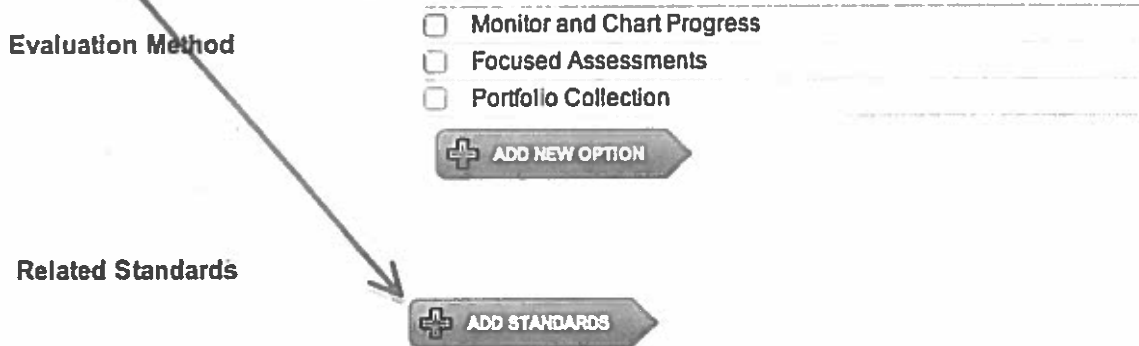 Evaluation Method
Monitor and Chart Progress
Focused Assessments
Portfolio Collection
ADD NEW OPTION
Related Standards
ADD STANDARDS